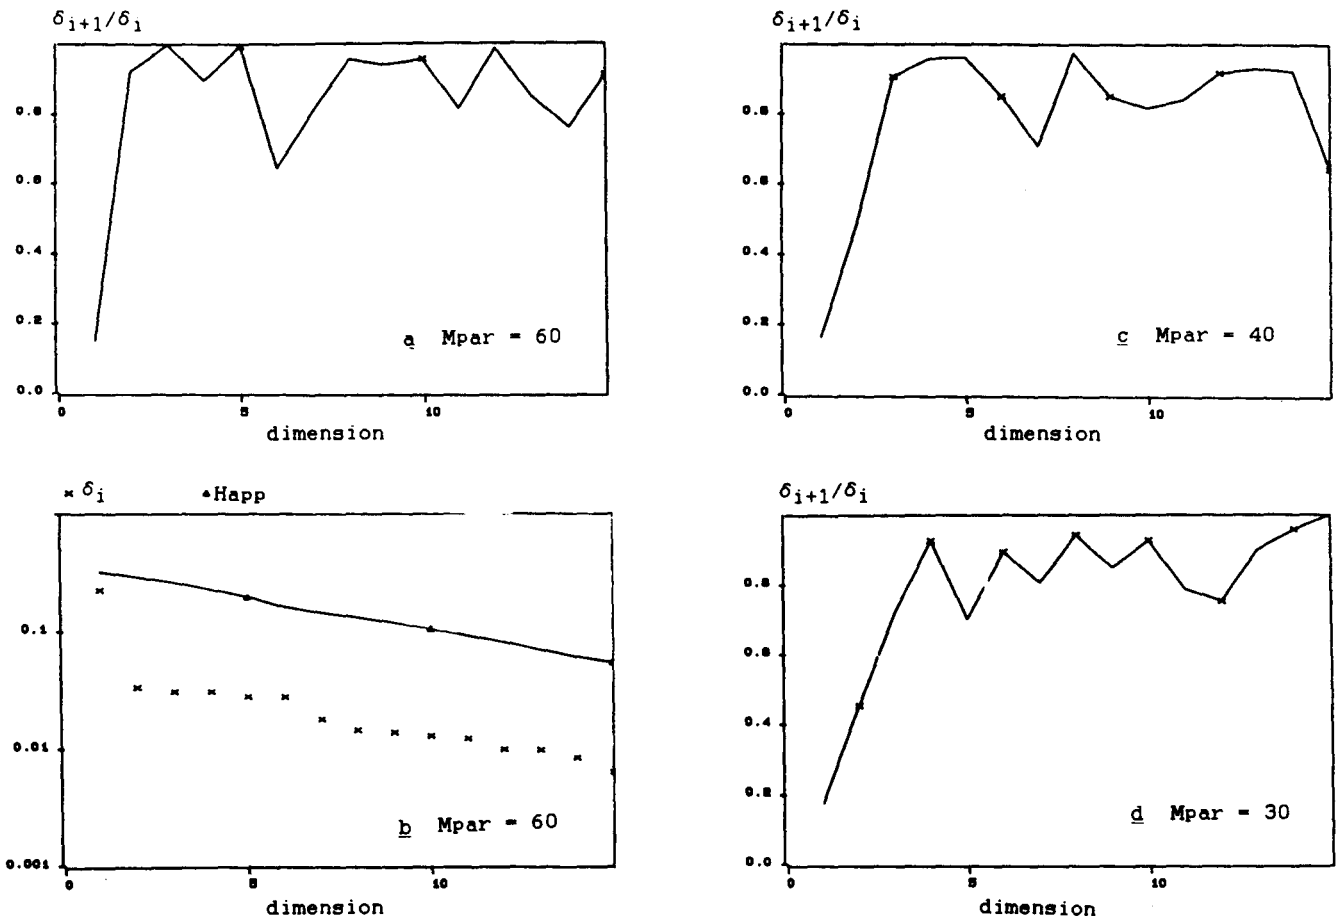 δi+1/δi
0.8
0.6
0.4
0.2
0.0
0 5 10
a Mpar = 60
dimension
δi+1/δi
0.8
0.6
0.4
0.2
0.0
0 5 10
c Mpar = 40
dimension
× δi ▵Happ
0.1
0.01
0.001
0 5 10
b Mpar = 60
dimension
δi+1/δi
0.8
0.6
0.4
0.2
0.0
0 5 10
d Mpar = 30
dimension